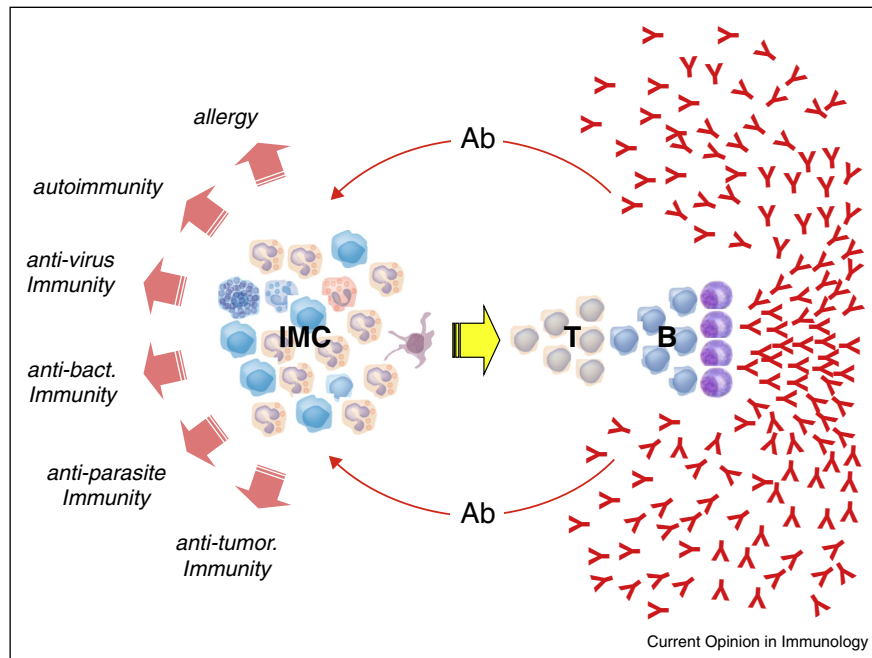 allergy
autoimmunity
anti-virus
Immunity
anti-bact.
Immunity
anti-parasite
Immunity
anti-tumor.
Immunity
Ab
IMC
T
B
Ab
Current Opinion in Immunology